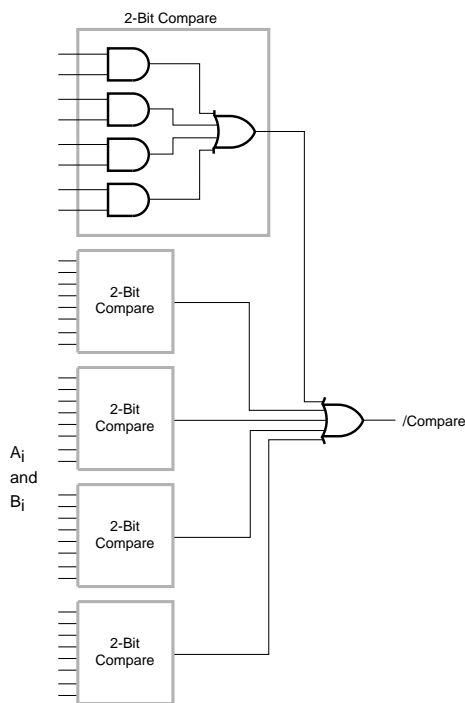 2-Bit Compare
2-Bit
Compare
2-Bit
Compare
/Compare
Ai
and
Bi
2-Bit
Compare
2-Bit
Compare